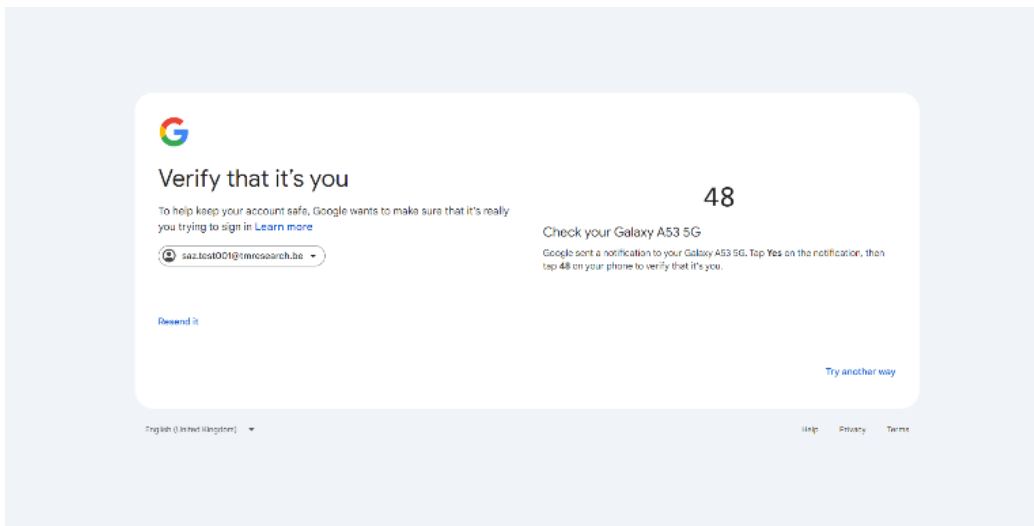 Verify that it's you
To help keep your account safe, Google wants to make sure that it's really
you trying to sign in Learn more
saz.test001@tmresearch.be
Resend it
48
Check your Galaxy A53 5G
Google sent a notification to your Galaxy A53 5G. Tap Yes on the notification, then
tap 48 on your phone to verify that it's you.
Try another way
English (United Kingdom)
Help Privacy Terms